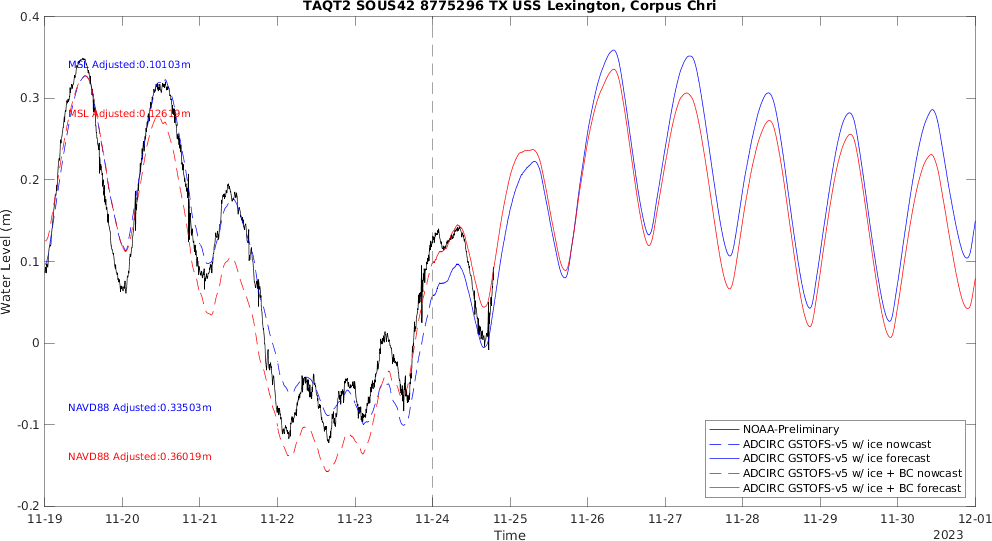 TAQT2 SOUS42 8775296 TX USS Lexington, Corpus Chri
0.4
MSL Adjusted:0.10103m
0.3
MSL Adjusted:0.12619m
0.2
0.1
Water Level (m)
0
NAVD88 Adjusted:0.33503m
-0.1
NAVD88 Adjusted:0.36019m
-0.2
NOAA-Preliminary
ADCIRC GSTOFS-v5 w/ ice nowcast
ADCIRC GSTOFS-v5 w/ ice forecast
ADCIRC GSTOFS-v5 w/ ice + BC nowcast
ADCIRC GSTOFS-v5 w/ ice + BC forecast
11-19 11-20 11-21 11-22 11-23 11-24 11-25 11-26 11-27 11-28 11-29 11-30 12-01
Time
2023